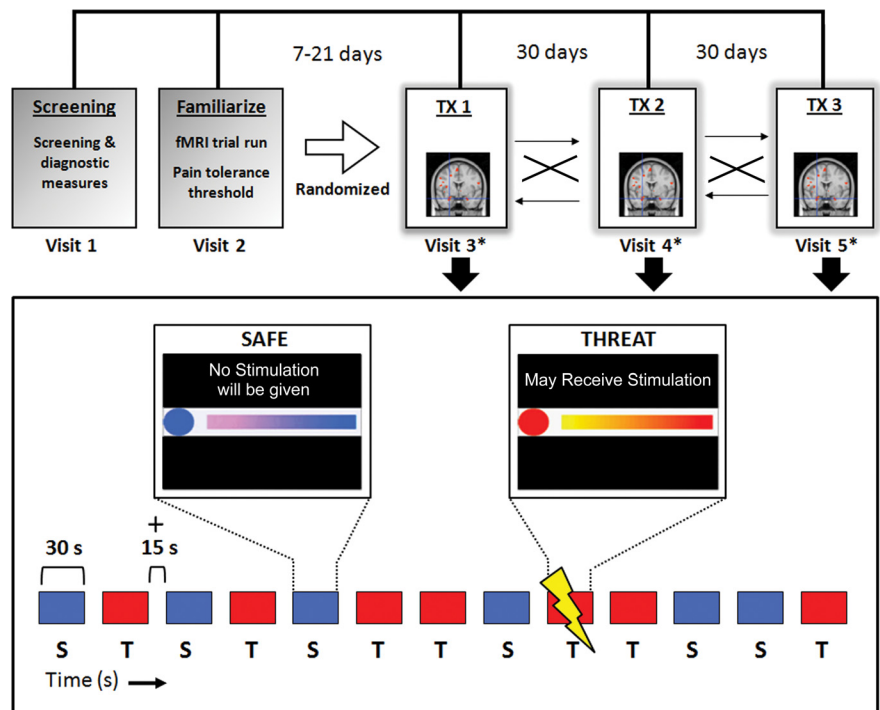 7-21 days
30 days
30 days
Screening
Screening &
diagnostic
measures
Visit 1
Familiarize
fMRI trial run
Pain tolerance
threshold
Visit 2
Randomized
TX 1
Visit 3*
TX 2
Visit 4*
TX 3
Visit 5*
SAFE
No Stimulation
will be given
THREAT
May Receive Stimulation
30 s
+
15 s
S T S T S T T S T T S S T
Time (s)